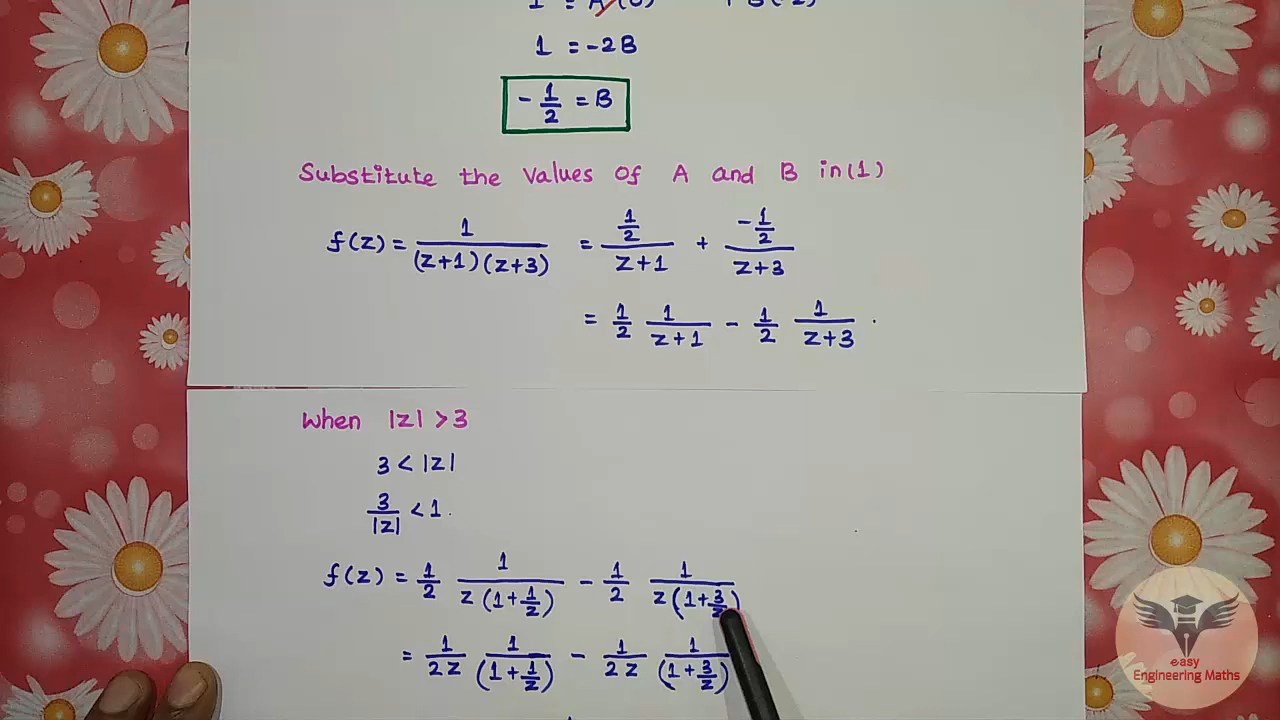 1 = -2B
-1/2 = B
Substitute the values of A and B in (1)
f(z) = 1/((z+1)(z+3)) = (1/2)/(z+1) + (-1/2)/(z+3)
= 1/2 1/(z+1) - 1/2 1/(z+3) .
When |z| > 3
3 < |z|
3/|z| < 1 .
f(z) = 1/2 1/(z(1+1/z)) - 1/2 1/(z(1+3/z))
= 1/(2z) 1/((1+1/z)) - 1/(2z) 1/((1+3/z))
easy
Engineering Maths